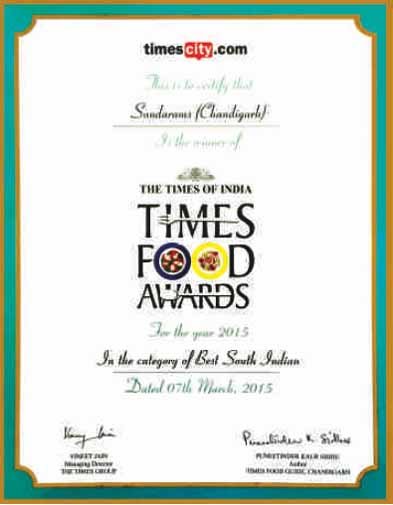 timescity.com
This is to certify that
Sundarams (Chandigarh)
Is the winner of
THE TIMES OF INDIA
TIMES
FOOD
AWARDS
For the year 2015
In the category of Best South Indian
Dated 07th March, 2015
Vineet Jain
Puneetinder K. Sidhu
VINEET JAIN
PUNEETINDER KAUR SIDHU
Managing Director
Author
THE TIMES GROUP
TIMES FOOD GUIDE, CHANDIGARH